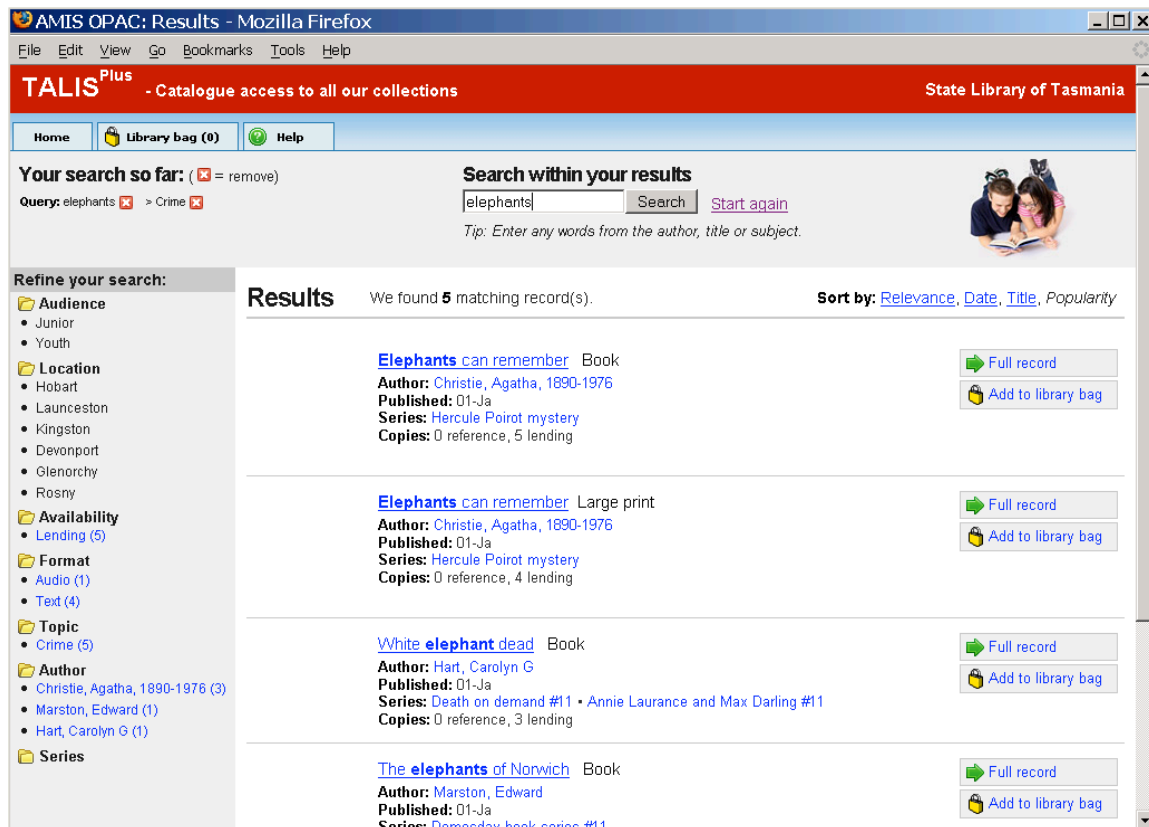 AMIS OPAC: Results - Mozilla Firefox
File Edit View Go Bookmarks Tools Help
TALIS Plus - Catalogue access to all our collections
State Library of Tasmania
Home Library bag (0) Help
Your search so far: ( = remove)
Query: elephants » Crime
Search within your results
elephants Search Start again
Tip: Enter any words from the author, title or subject.
Refine your search:
Audience
• Junior
• Youth
Location
• Hobart
• Launceston
• Kingston
• Devonport
• Glenorchy
• Rosny
Availability
• Lending (5)
Format
• Audio (1)
• Text (4)
Topic
• Crime (5)
Author
• Christie, Agatha, 1890-1976 (3)
• Marston, Edward (1)
• Hart, Carolyn G (1)
Series
Results We found 5 matching record(s). Sort by: Relevance, Date, Title, Popularity
Elephants can remember Book
Author: Christie, Agatha, 1890-1976
Published: 01-Ja
Series: Hercule Poirot mystery
Copies: 0 reference, 5 lending
Full record
Add to library bag
Elephants can remember Large print
Author: Christie, Agatha, 1890-1976
Published: 01-Ja
Series: Hercule Poirot mystery
Copies: 0 reference, 4 lending
Full record
Add to library bag
White elephant dead Book
Author: Hart, Carolyn G
Published: 01-Ja
Series: Death on demand #11 • Annie Laurance and Max Darling #11
Copies: 0 reference, 3 lending
Full record
Add to library bag
The elephants of Norwich Book
Author: Marston, Edward
Published: 01-Ja
Series: Domesday book series #11
Full record
Add to library bag